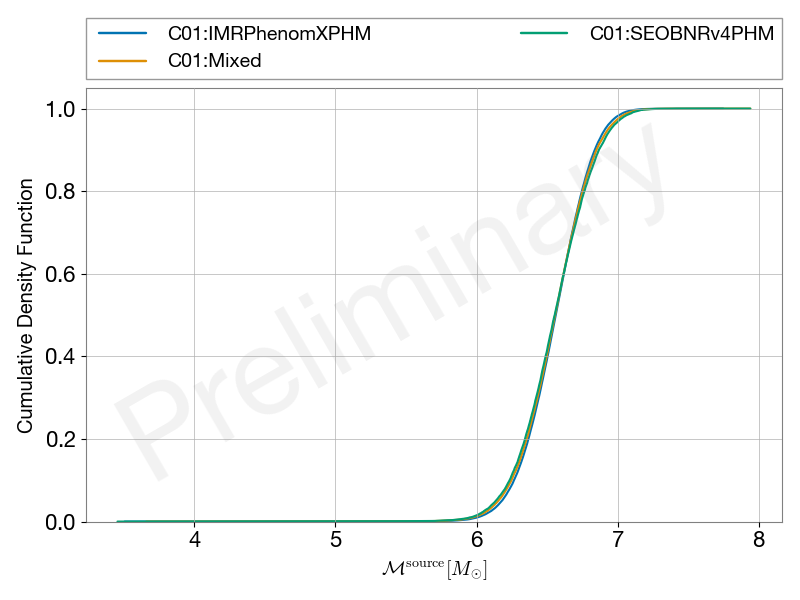 C01:IMRPhenomXPHM
C01:SEOBNRv4PHM
C01:Mixed
Preliminary
Cumulative Density Function
1.0
0.8
0.6
0.4
0.2
0.0
4 5 6 7 8
ℳ^source [M_⊙]